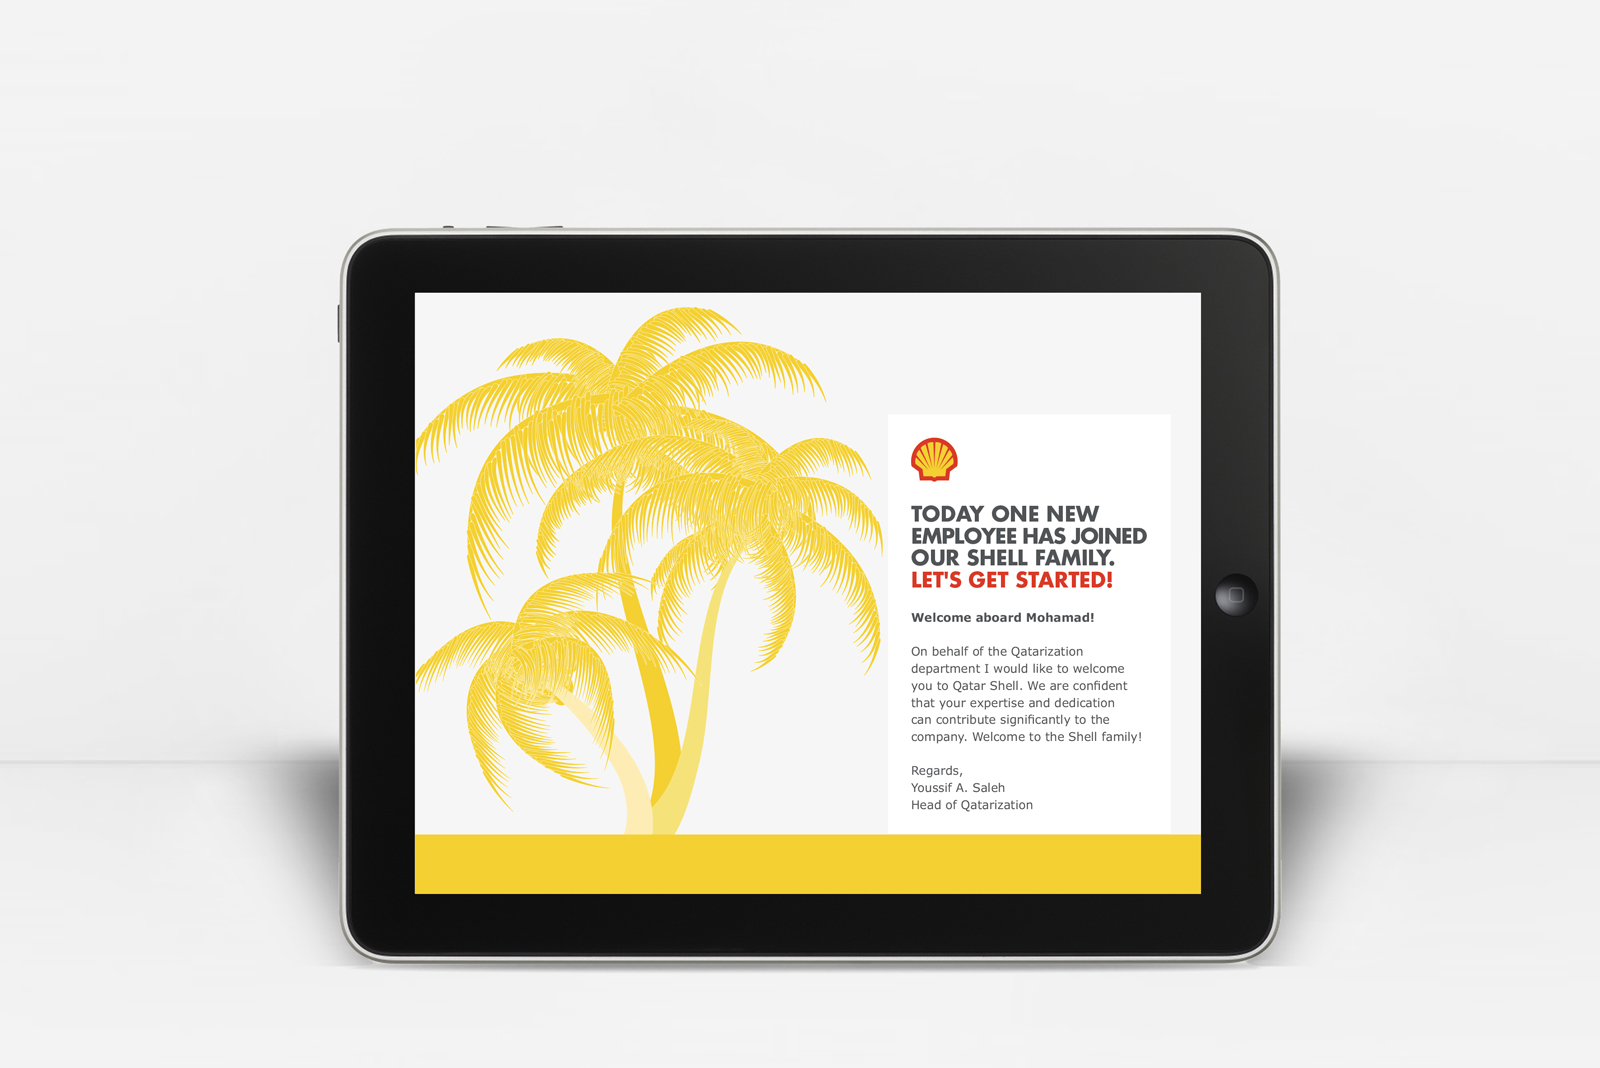 TODAY ONE NEW
EMPLOYEE HAS JOINED
OUR SHELL FAMILY.
LET'S GET STARTED!
Welcome aboard Mohamad!
On behalf of the Qatarization
department I would like to welcome
you to Qatar Shell. We are confident
that your expertise and dedication
can contribute significantly to the
company. Welcome to the Shell family!
Regards,
Youssif A. Saleh
Head of Qatarization